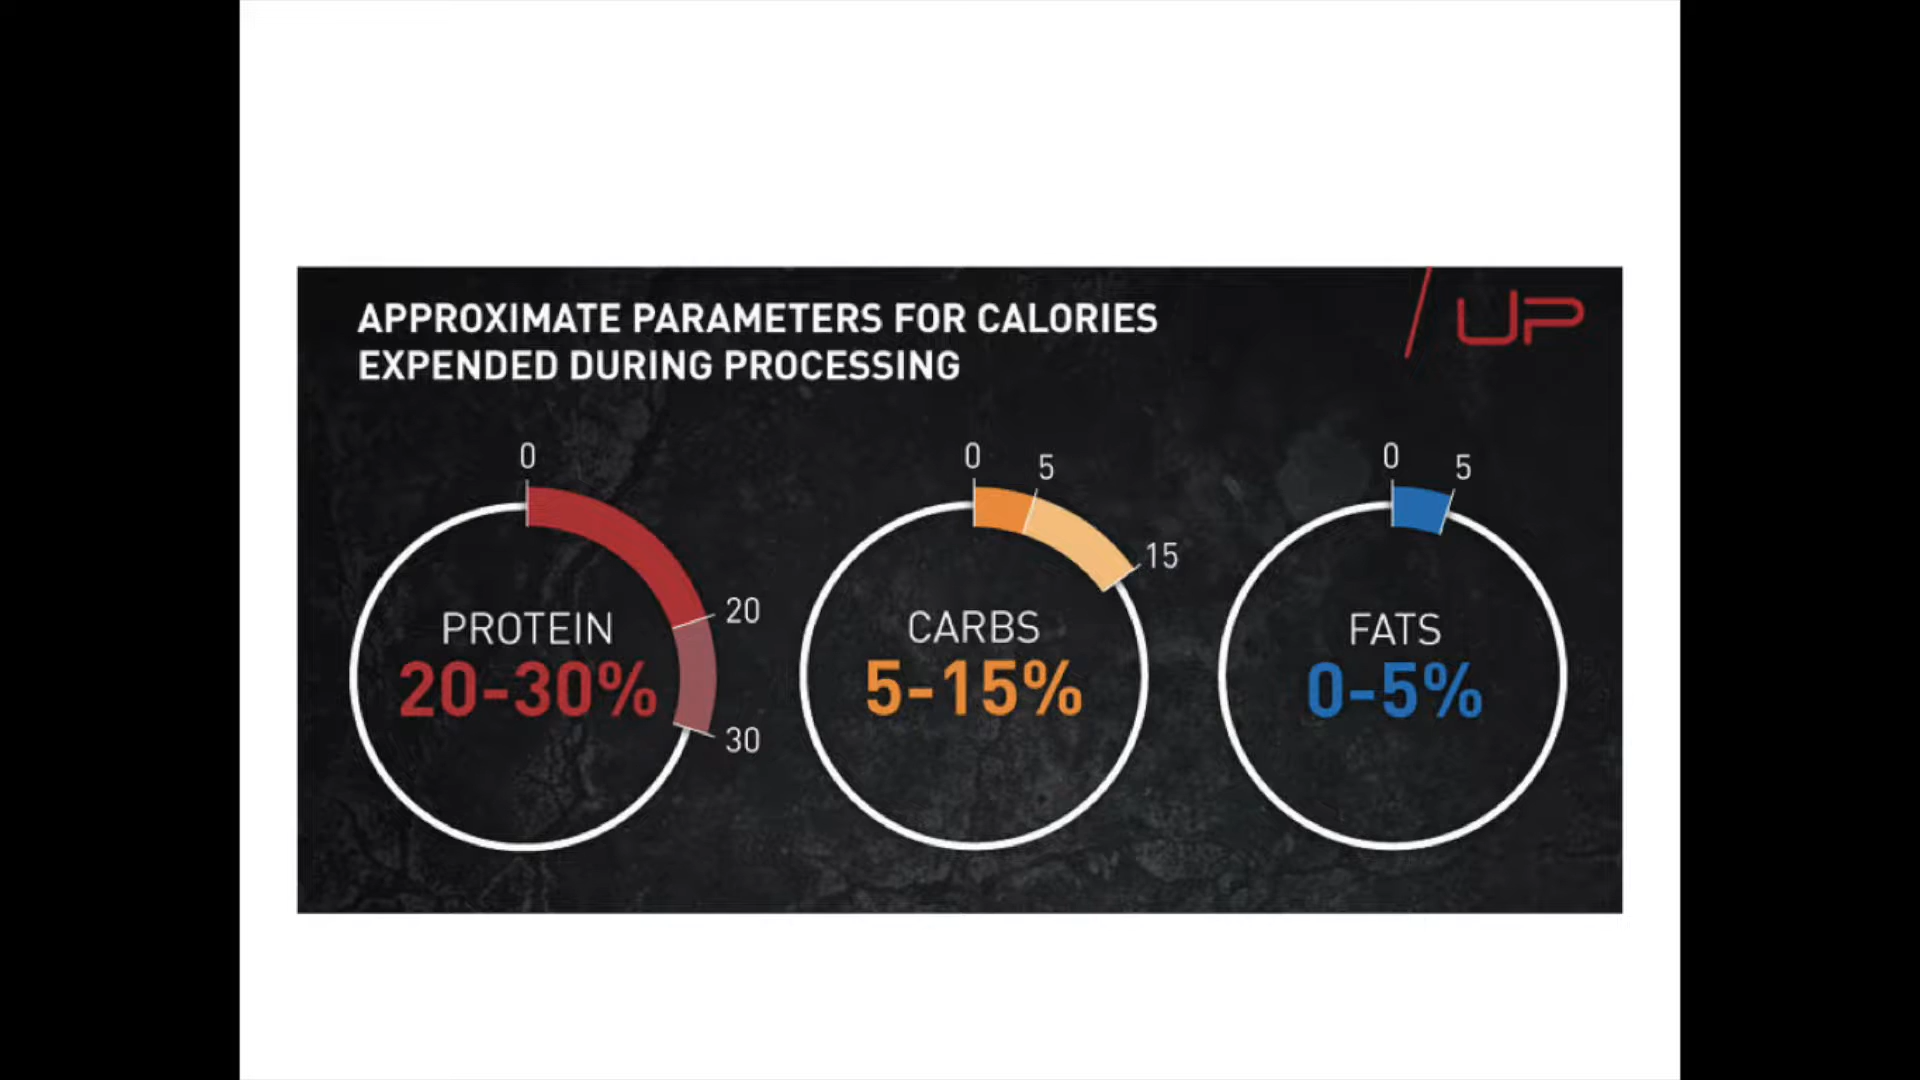 APPROXIMATE PARAMETERS FOR CALORIES
EXPENDED DURING PROCESSING
UP
0
20
30
PROTEIN
20-30%
0
5
15
CARBS
5-15%
0
5
FATS
0-5%